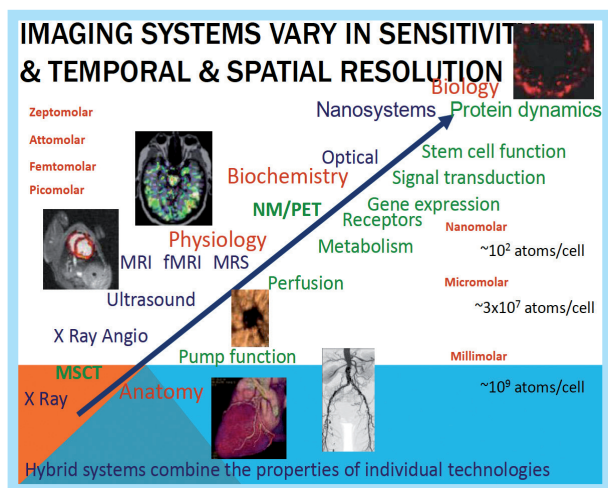 IMAGING SYSTEMS VARY IN SENSITIVITY
& TEMPORAL & SPATIAL RESOLUTION
Biology
Nanosystems
Protein dynamics
Zeptomolar
Attomolar
Femtomolar
Picomolar
Optical
Stem cell function
Biochemistry
Signal transduction
NM/PET
Gene expression
Receptors
Nanomolar
Physiology
Metabolism
~10² atoms/cell
MRI fMRI MRS
Perfusion
Micromolar
Ultrasound
~3x10⁷ atoms/cell
X Ray Angio
Pump function
Millimolar
MSCT
~10⁹ atoms/cell
Anatomy
X Ray
Hybrid systems combine the properties of individual technologies